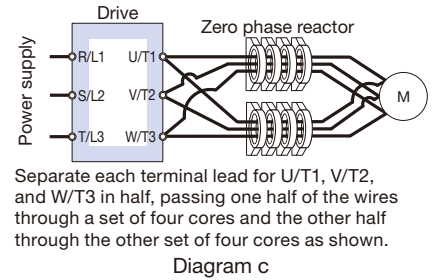 Drive
Zero phase reactor
Power supply
R/L1 U/T1
S/L2 V/T2
T/L3 W/T3
M
Separate each terminal lead for U/T1, V/T2,
and W/T3 in half, passing one half of the wires
through a set of four cores and the other half
through the other set of four cores as shown.
Diagram c